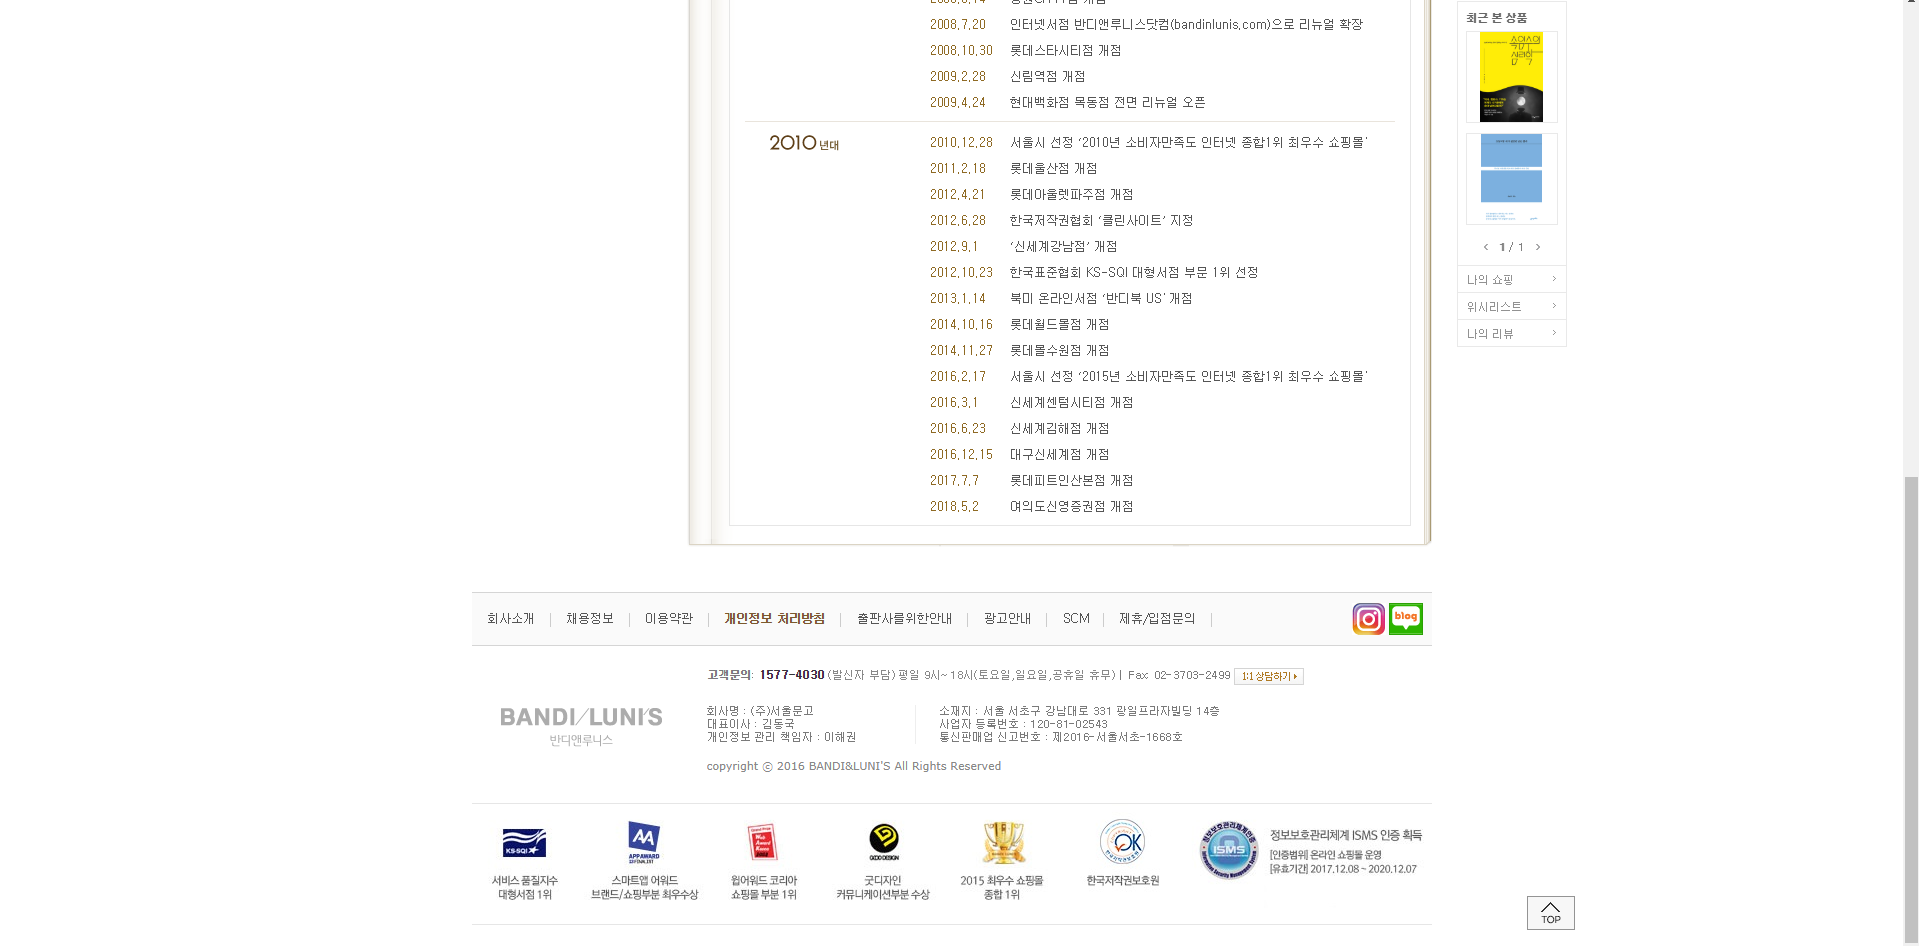 2008.7.20 인터넷서점 반디앤루니스닷컴(bandinlunis.com)으로 리뉴얼 확장
2008.10.30 롯데스타시티점 개점
2009.2.28 신림역점 개점
2009.4.24 현대백화점 목동점 전면 리뉴얼 오픈
2010 년대
2010.12.28 서울시 선정 ‘2010년 소비자만족도 인터넷 종합1위 최우수 쇼핑몰’
2011.2.18 롯데울산점 개점
2012.4.21 롯데아울렛파주점 개점
2012.6.28 한국저작권협회 ‘클린사이트’ 지정
2012.9.1 ‘신세계강남점’ 개점
2012.10.23 한국표준협회 KS-SQI 대형서점 부문 1위 선정
2013.1.14 북미 온라인서점 ‘반디북 US’ 개점
2014.10.16 롯데월드몰점 개점
2014.11.27 롯데몰수원점 개점
2016.2.17 서울시 선정 ‘2015년 소비자만족도 인터넷 종합1위 최우수 쇼핑몰’
2016.3.1 신세계센텀시티점 개점
2016.6.23 신세계김해점 개점
2016.12.15 대구신세계점 개점
2017.7.7 롯데피트인산본점 개점
2018.5.2 여의도신영증권점 개점
최근 본 상품
‹ 1 / 1 ›
나의 쇼핑
위시리스트
나의 리뷰
회사소개 | 채용정보 | 이용약관 | 개인정보 처리방침 | 출판사를위한안내 | 광고안내 | SCM | 제휴/입점문의 |
blog
고객문의: 1577-4030 (발신자 부담) 평일 9시~18시(토요일,일요일,공휴일 휴무) | Fax: 02-3703-2499 1:1 상담하기
BANDI/LUNI'S
반디앤루니스
회사명 : (주)서울문고
대표이사 : 김동국
개인정보 관리 책임자 : 이해권
소재지 : 서울 서초구 강남대로 331 광일프라자빌딩 14층
사업자 등록번호 : 120-81-02543
통신판매업 신고번호 : 제2016-서울서초-1668호
copyright ⓒ 2016 BANDI&LUNI'S All Rights Reserved
KS-SQI
서비스 품질지수
대형서점 1위
AA
APP AWARD
스마트앱 어워드
브랜드/쇼핑부분 최우수상
웹어워드 코리아
쇼핑몰 부분 1위
GOOD DESIGN
굿디자인
커뮤니케이션부분 수상
2015 최우수 쇼핑몰
종합 1위
OK
한국저작권보호원
ISMS
정보보호관리체계 ISMS 인증 획득
[인증범위] 온라인 쇼핑몰 운영
[유효기간] 2017.12.08 ~ 2020.12.07
TOP